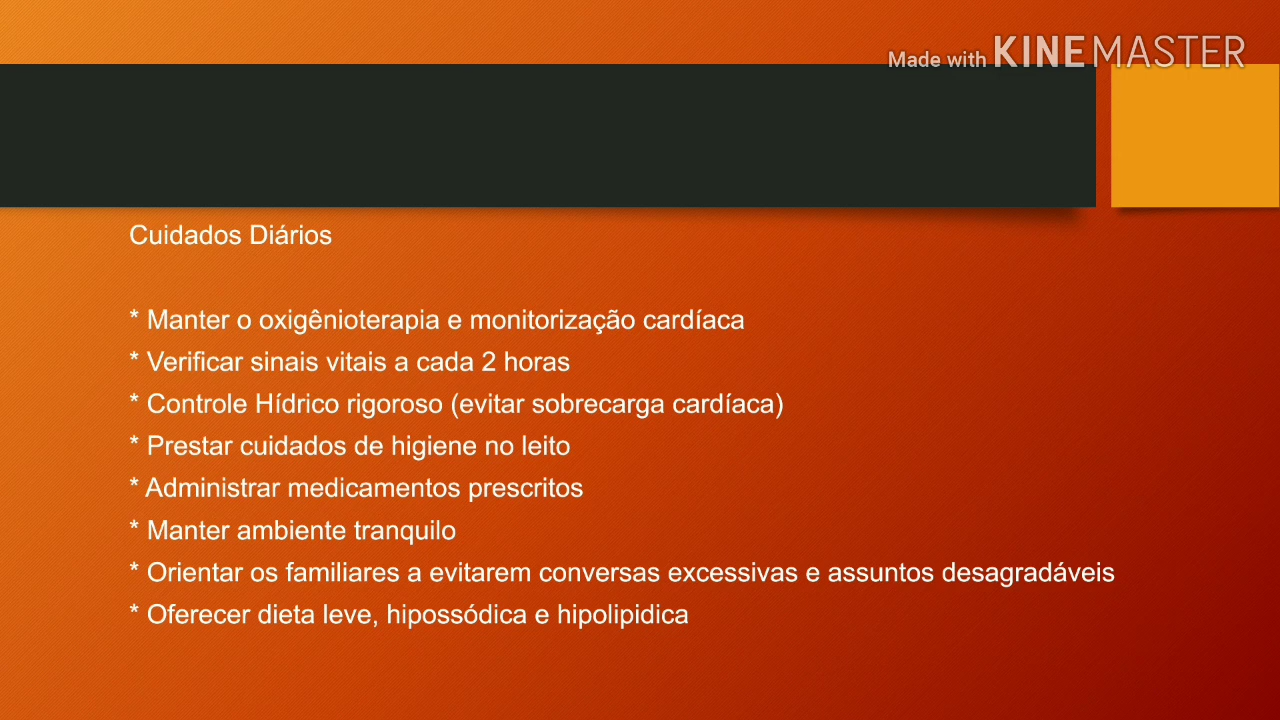 Made with KINEMASTER
Cuidados Diários
* Manter o oxigênioterapia e monitorização cardíaca
* Verificar sinais vitais a cada 2 horas
* Controle Hídrico rigoroso (evitar sobrecarga cardíaca)
* Prestar cuidados de higiene no leito
* Administrar medicamentos prescritos
* Manter ambiente tranquilo
* Orientar os familiares a evitarem conversas excessivas e assuntos desagradáveis
* Oferecer dieta leve, hipossódica e hipolipidica